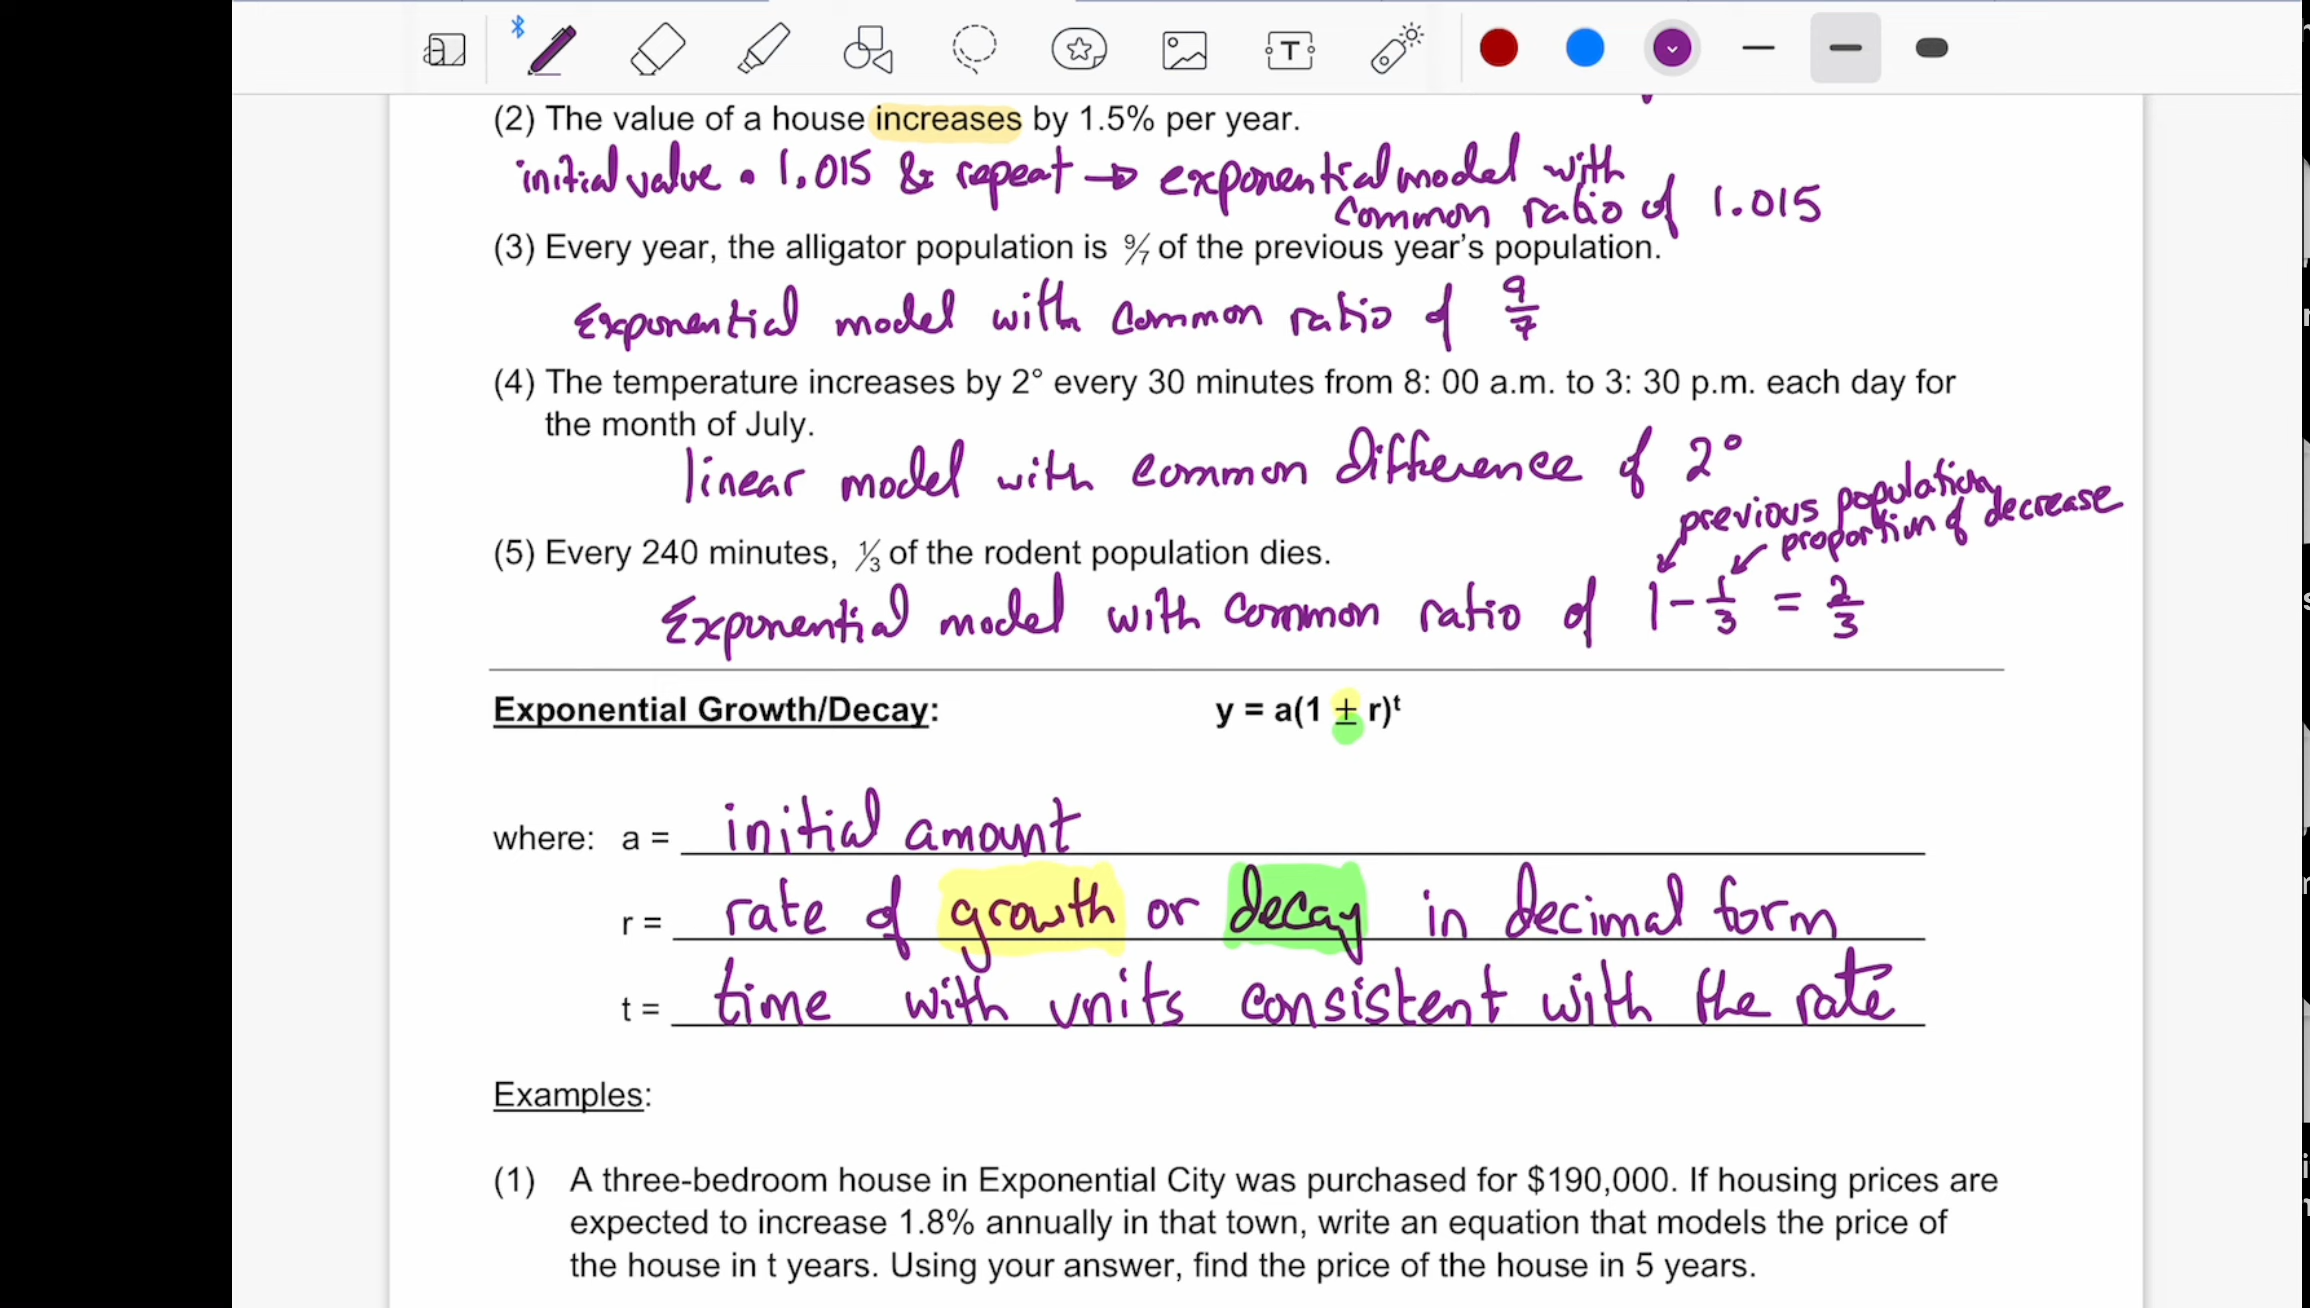 (2) The value of a house increases by 1.5% per year.
initial value • 1.015 & repeat → exponential model with
common ratio of 1.015
(3) Every year, the alligator population is 9/7 of the previous year's population.
Exponential model with common ratio of 9/7
(4) The temperature increases by 2° every 30 minutes from 8: 00 a.m. to 3: 30 p.m. each day for
the month of July.
linear model with common difference of 2°
previous population
proportion of decrease
(5) Every 240 minutes, 1/3 of the rodent population dies.
Exponential model with common ratio of 1 - 1/3 = 2/3
Exponential Growth/Decay: y = a(1 ± r)ᵗ
where: a = initial amount
r = rate of growth or decay in decimal form
t = time with units consistent with the rate
Examples:
(1) A three-bedroom house in Exponential City was purchased for $190,000. If housing prices are
expected to increase 1.8% annually in that town, write an equation that models the price of
the house in t years. Using your answer, find the price of the house in 5 years.